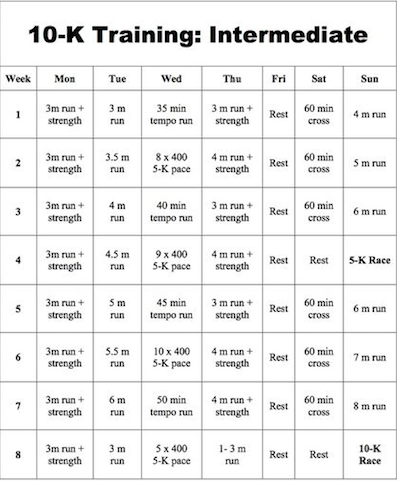 10-K Training: Intermediate
Week Mon Tue Wed Thu Fri Sat Sun
1 3m run + strength 3 m run 35 min tempo run 3 m run + strength Rest 60 min cross 4 m run
2 3m run + strength 3.5 m run 8 x 400 5-K pace 4 m run + strength Rest 60 min cross 5 m run
3 3m run + strength 4 m run 40 min tempo run 3 m run + strength Rest 60 min cross 6 m run
4 3m run + strength 4.5 m run 9 x 400 5-K pace 4 m run + strength Rest Rest 5-K Race
5 3m run + strength 5 m run 45 min tempo run 3 m run + strength Rest 60 min cross 6 m run
6 3m run + strength 5.5 m run 10 x 400 5-K pace 4 m run + strength Rest 60 min cross 7 m run
7 3m run + strength 6 m run 50 min tempo run 4 m run + strength Rest 60 min cross 8 m run
8 3m run + strength 3 m run 5 x 400 5-K pace 1- 3 m run Rest Rest 10-K Race